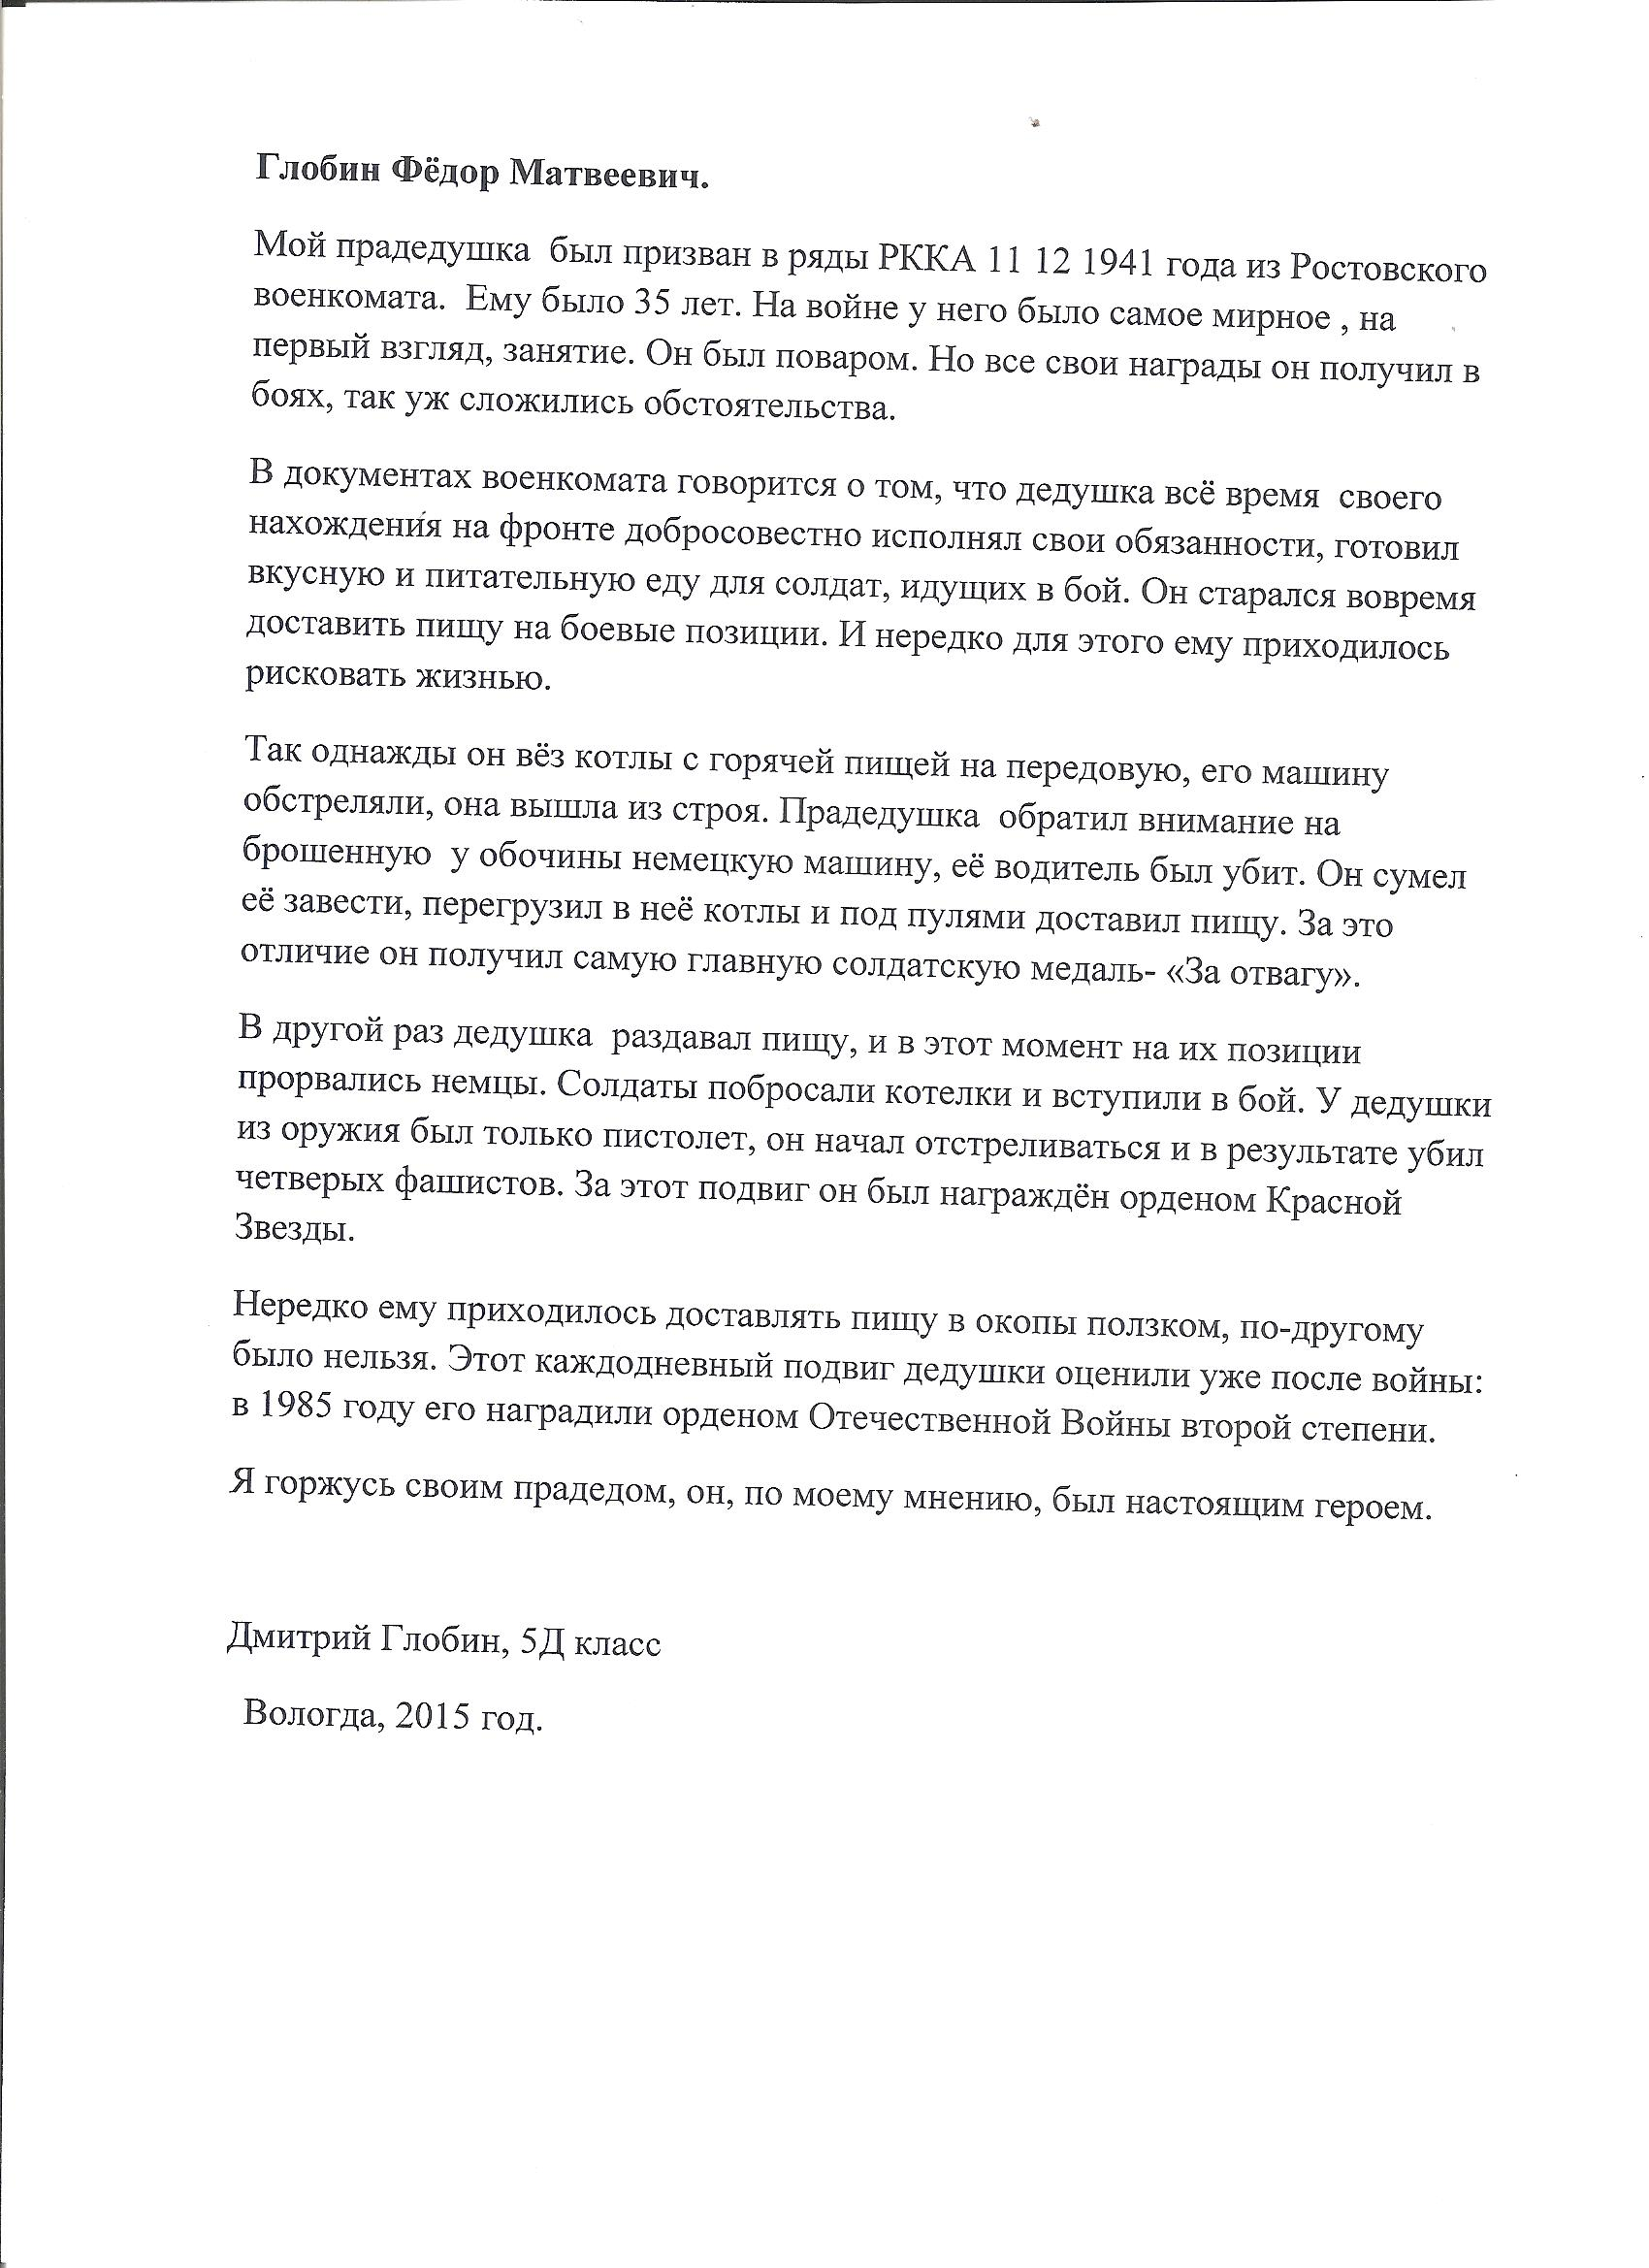 Глобин Фёдор Матвеевич.
Мой прадедушка  был призван в ряды РККА 11 12 1941 года из Ростовского
военкомата.  Ему было 35 лет. На войне у него было самое мирное , на
первый взгляд, занятие. Он был поваром. Но все свои награды он получил в
боях, так уж сложились обстоятельства.
В документах военкомата говорится о том, что дедушка всё время  своего
нахождения на фронте добросовестно исполнял свои обязанности, готовил
вкусную и питательную еду для солдат, идущих в бой. Он старался вовремя
доставить пищу на боевые позиции. И нередко для этого ему приходилось
рисковать жизнью.
Так однажды он вёз котлы с горячей пищей на передовую, его машину
обстреляли, она вышла из строя. Прадедушка  обратил внимание на
брошенную  у обочины немецкую машину, её водитель был убит. Он сумел
её завести, перегрузил в неё котлы и под пулями доставил пищу. За это
отличие он получил самую главную солдатскую медаль- «За отвагу».
В другой раз дедушка  раздавал пищу, и в этот момент на их позиции
прорвались немцы. Солдаты побросали котелки и вступили в бой. У дедушки
из оружия был только пистолет, он начал отстреливаться и в результате убил
четверых фашистов. За этот подвиг он был награждён орденом Красной
Звезды.
Нередко ему приходилось доставлять пищу в окопы ползком, по-другому
было нельзя. Этот каждодневный подвиг дедушки оценили уже после войны:
в 1985 году его наградили орденом Отечественной Войны второй степени.
Я горжусь своим прадедом, он, по моему мнению, был настоящим героем.
Дмитрий Глобин, 5Д класс
Вологда, 2015 год.